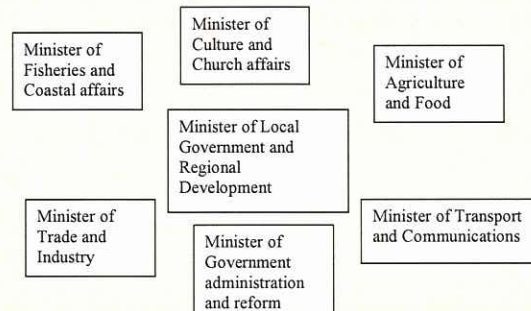 Minister of
Culture and
Church affairs
Minister of
Fisheries and
Coastal affairs
Minister of
Agriculture
and Food
Minister of Local
Government and
Regional
Development
Minister of
Trade and
Industry
Minister of Transport
and Communications
Minister of
Government
administration
and reform